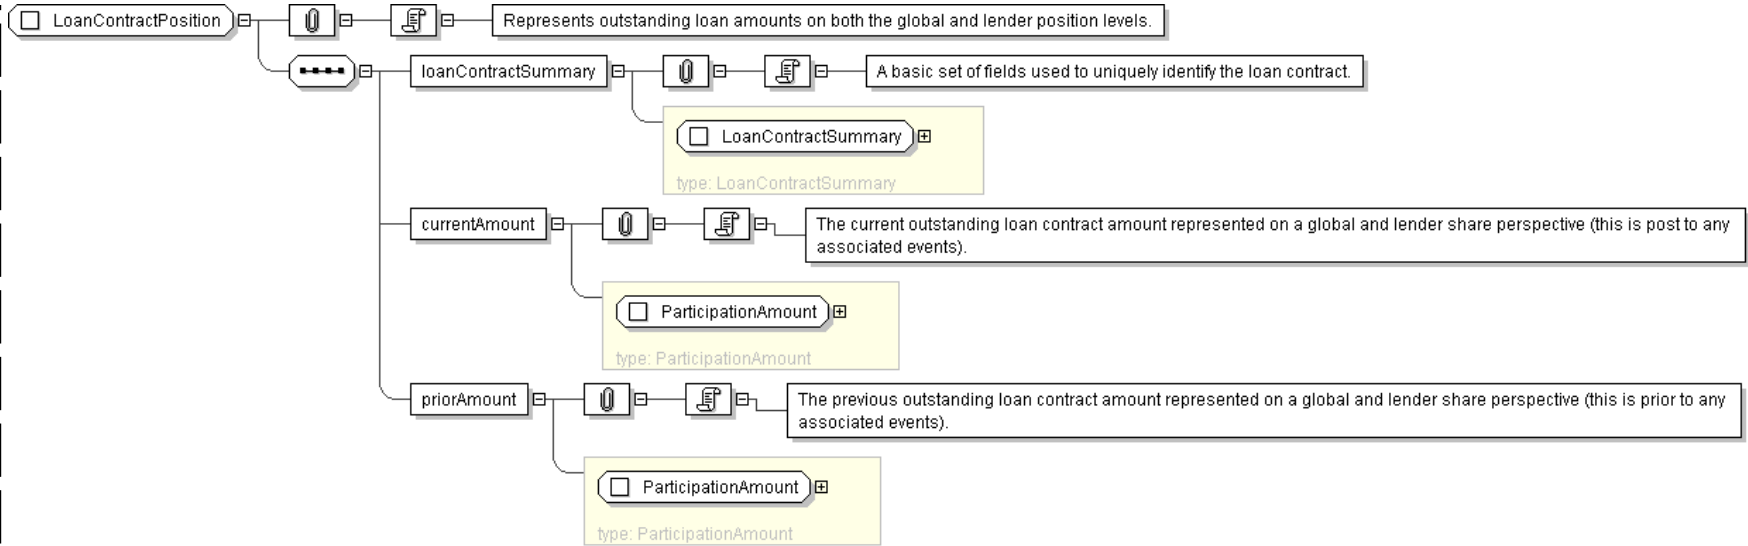 LoanContractPosition
Represents outstanding loan amounts on both the global and lender position levels.
loanContractSummary
A basic set of fields used to uniquely identify the loan contract.
LoanContractSummary
type: LoanContractSummary
currentAmount
The current outstanding loan contract amount represented on a global and lender share perspective (this is post to any
associated events).
ParticipationAmount
type: ParticipationAmount
priorAmount
The previous outstanding loan contract amount represented on a global and lender share perspective (this is prior to any
associated events).
ParticipationAmount
type: ParticipationAmount